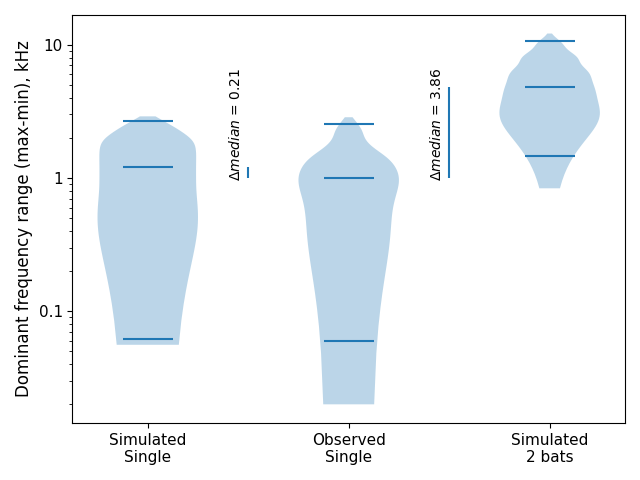 Dominant frequency range (max-min), kHz
10
1
0.1
Δmedian = 0.21
Δmedian = 3.86
Simulated
Single
Observed
Single
Simulated
2 bats